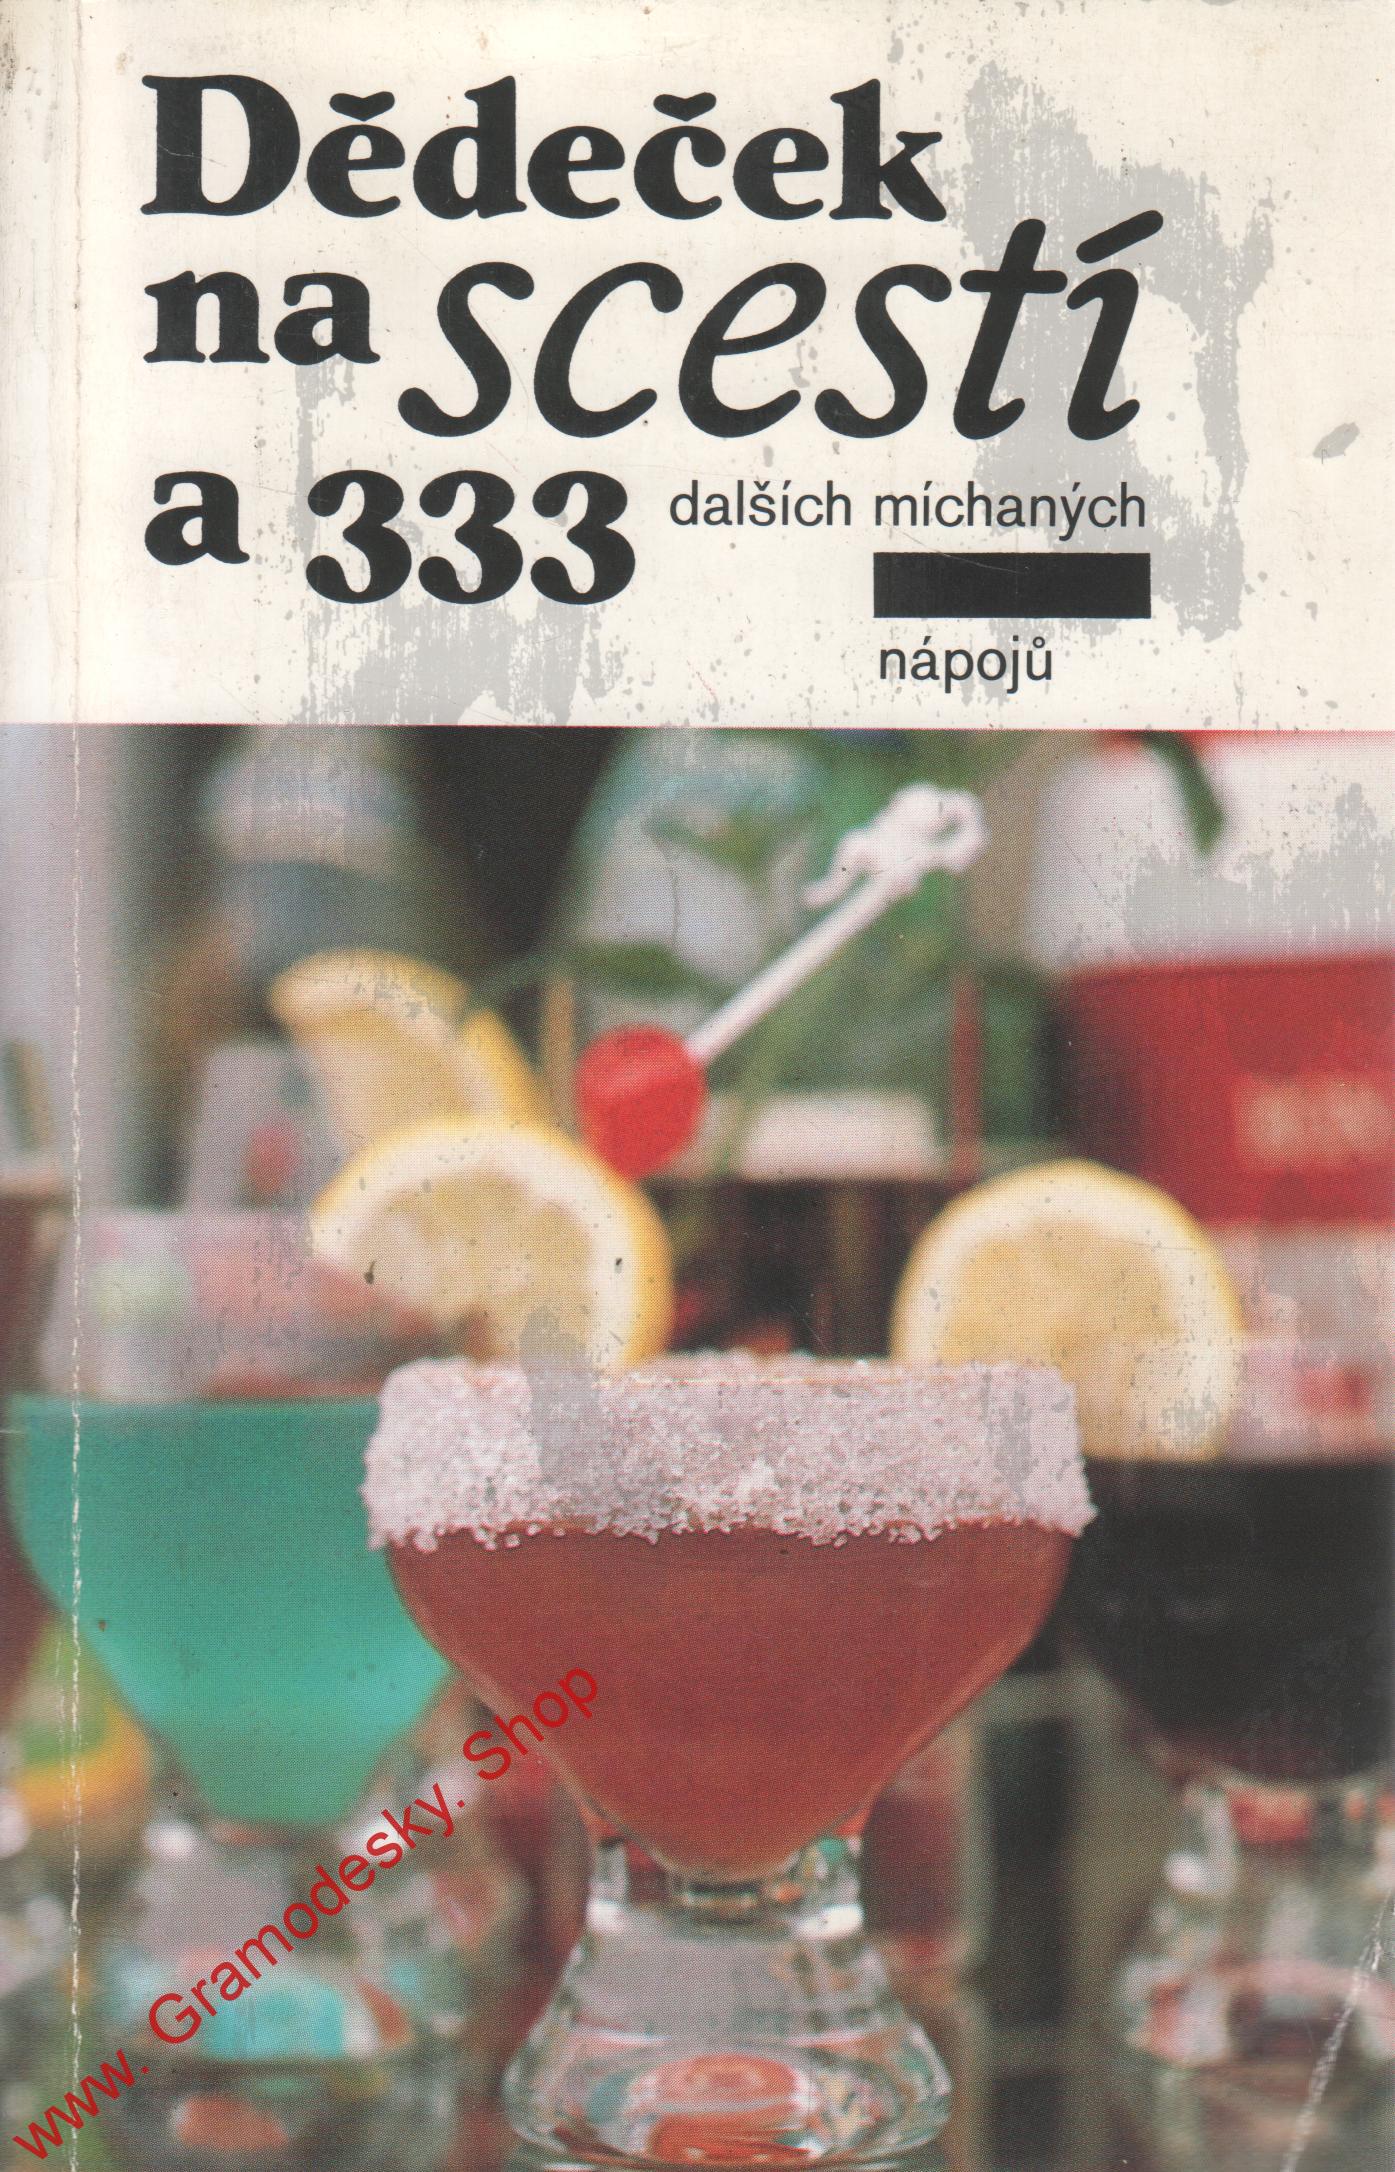 Dědeček
na scestí
a 333 dalších míchaných
nápojů
www. Gramodesky. Shop